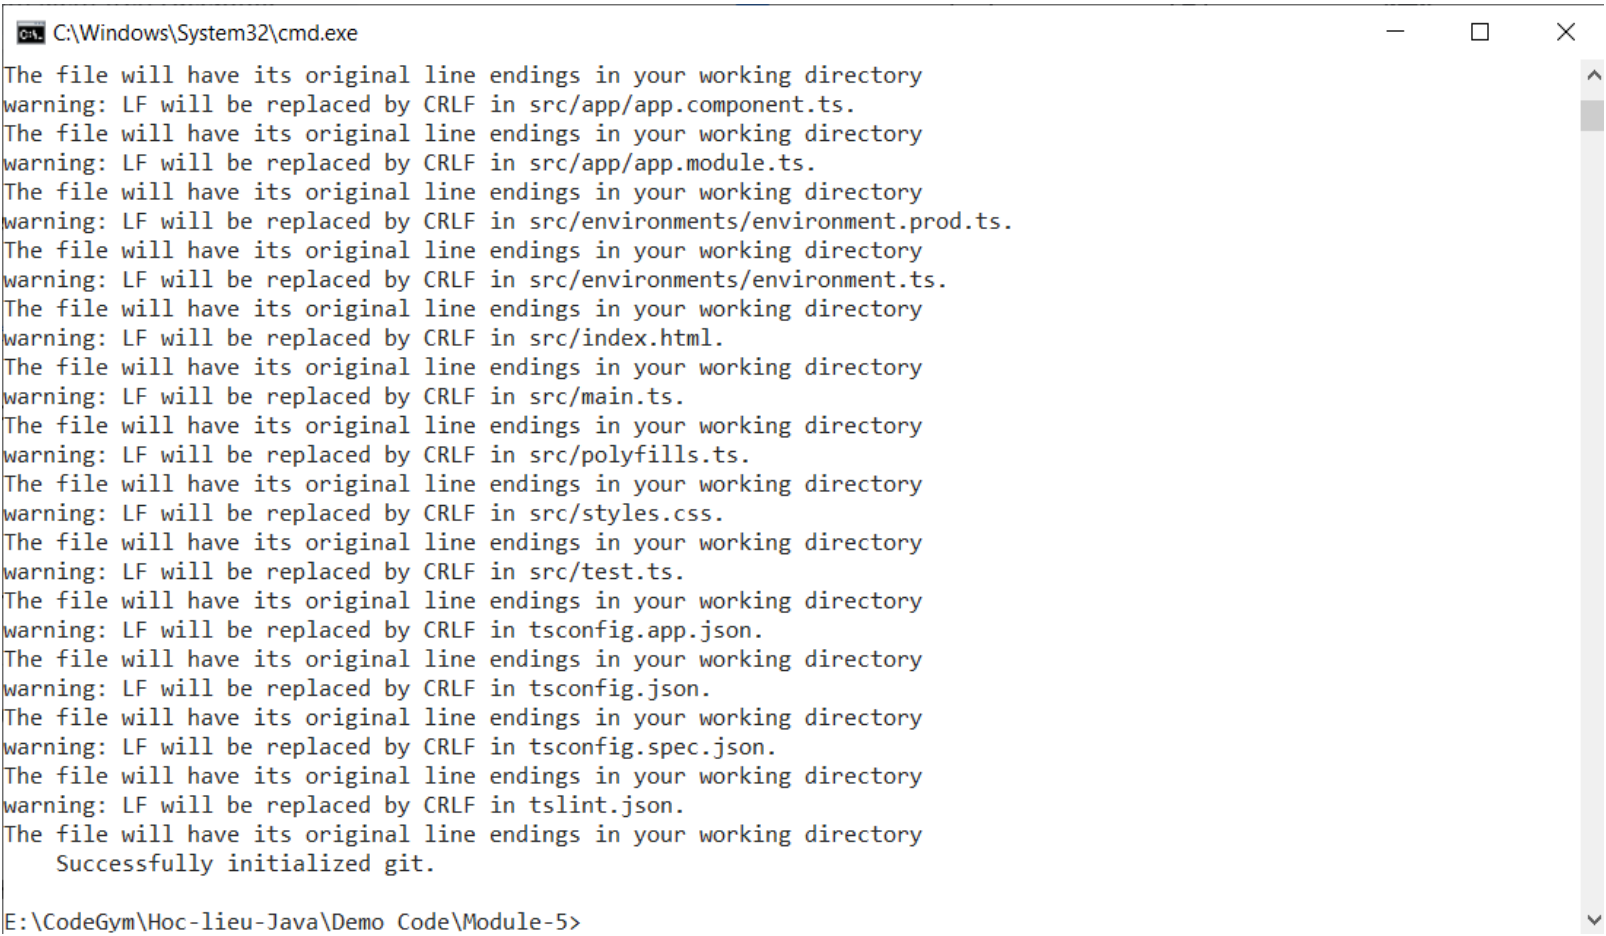 C:\Windows\System32\cmd.exe
The file will have its original line endings in your working directory
warning: LF will be replaced by CRLF in src/app/app.component.ts.
The file will have its original line endings in your working directory
warning: LF will be replaced by CRLF in src/app/app.module.ts.
The file will have its original line endings in your working directory
warning: LF will be replaced by CRLF in src/environments/environment.prod.ts.
The file will have its original line endings in your working directory
warning: LF will be replaced by CRLF in src/environments/environment.ts.
The file will have its original line endings in your working directory
warning: LF will be replaced by CRLF in src/index.html.
The file will have its original line endings in your working directory
warning: LF will be replaced by CRLF in src/main.ts.
The file will have its original line endings in your working directory
warning: LF will be replaced by CRLF in src/polyfills.ts.
The file will have its original line endings in your working directory
warning: LF will be replaced by CRLF in src/styles.css.
The file will have its original line endings in your working directory
warning: LF will be replaced by CRLF in src/test.ts.
The file will have its original line endings in your working directory
warning: LF will be replaced by CRLF in tsconfig.app.json.
The file will have its original line endings in your working directory
warning: LF will be replaced by CRLF in tsconfig.json.
The file will have its original line endings in your working directory
warning: LF will be replaced by CRLF in tsconfig.spec.json.
The file will have its original line endings in your working directory
warning: LF will be replaced by CRLF in tslint.json.
The file will have its original line endings in your working directory
    Successfully initialized git.
E:\CodeGym\Hoc-lieu-Java\Demo Code\Module-5>